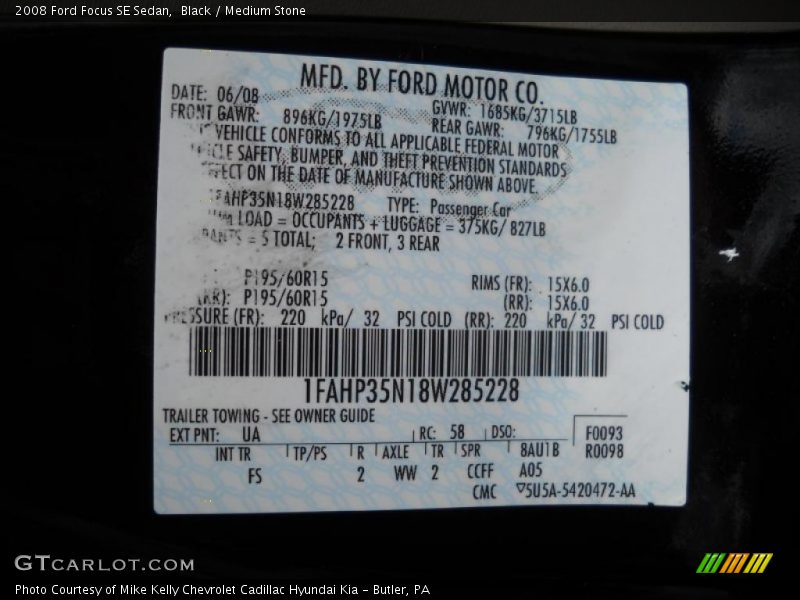 2008 Ford Focus SE Sedan,  Black / Medium Stone
MFD. BY FORD MOTOR CO.
DATE: 06/08 GVWR: 1685KG/3715LB
FRONT GAWR: 896KG/1975LB REAR GAWR: 796KG/1755LB
VEHICLE CONFORMS TO ALL APPLICABLE FEDERAL MOTOR
SAFETY, BUMPER, AND THEFT PREVENTION STANDARDS
ON THE DATE OF MANUFACTURE SHOWN ABOVE.
1FAHP35N18W285228 TYPE: Passenger Car
LOAD = OCCUPANTS + LUGGAGE = 375KG/ 827LB
= 5 TOTAL; 2 FRONT, 3 REAR
P195/60R15 RIMS (FR): 15X6.0
(RR): P195/60R15 (RR): 15X6.0
PRESSURE (FR): 220 kPa/ 32 PSI COLD (RR): 220 kPa/ 32 PSI COLD
1FAHP35N18W285228
TRAILER TOWING - SEE OWNER GUIDE
EXT PNT: UA RC: 58 DSO: F0093
INT TR TP/PS R AXLE TR SPR 8AU1B R0098
FS 2 WW 2 CCFF A05
CMC ▽5U5A-5420472-AA
GTCARLOT.COM
Photo Courtesy of Mike Kelly Chevrolet Cadillac Hyundai Kia - Butler, PA